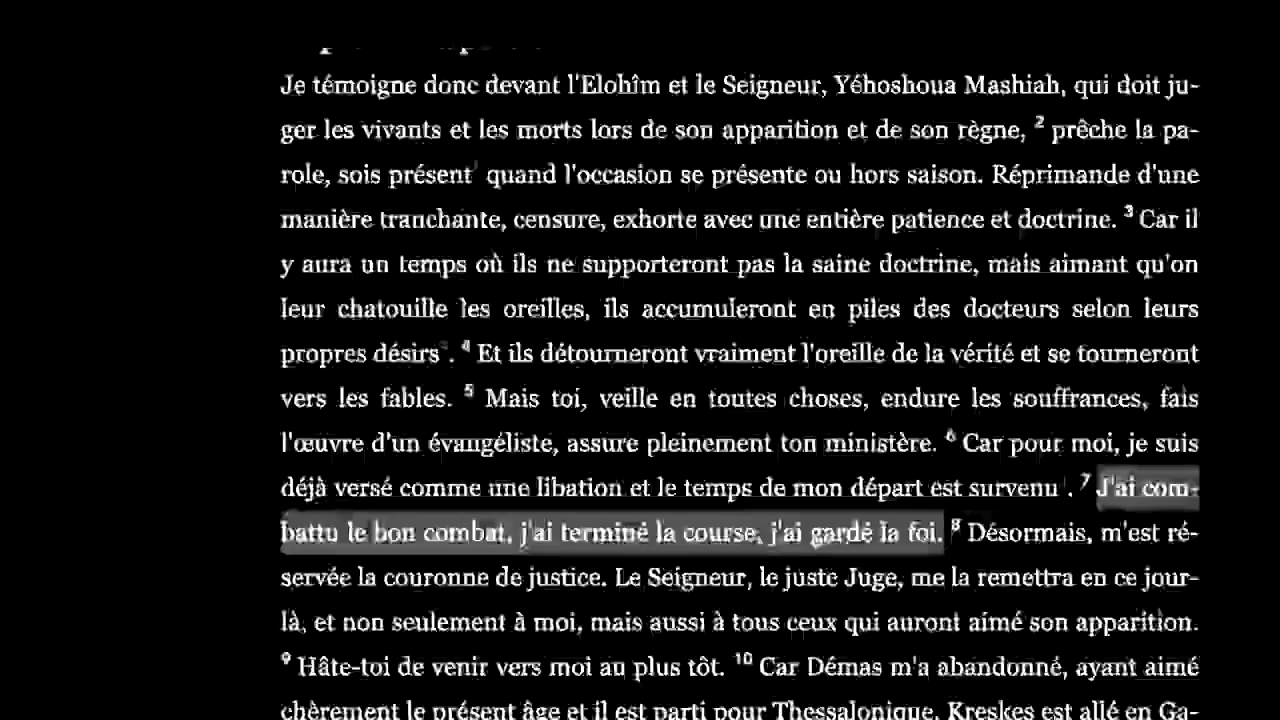 Je témoigne donc devant l'Elohîm et le Seigneur, Yéhoshoua Mashiah, qui doit ju-
ger les vivants et les morts lors de son apparition et de son règne, 2 prêche la pa-
role, sois présent quand l'occasion se présente ou hors saison. Réprimande d'une
manière tranchante, censure, exhorte avec une entière patience et doctrine. 3 Car il
y aura un temps où ils ne supporteront pas la saine doctrine, mais aimant qu'on
leur chatouille les oreilles, ils accumuleront en piles des docteurs selon leurs
propres désirs. 4 Et ils détourneront vraiment l'oreille de la vérité et se tourneront
vers les fables. 5 Mais toi, veille en toutes choses, endure les souffrances, fais
l'œuvre d'un évangéliste, assure pleinement ton ministère. 6 Car pour moi, je suis
déjà versé comme une libation et le temps de mon départ est survenu. 7 J'ai com-
battu le bon combat, j'ai terminé la course, j'ai gardé la foi. 8 Désormais, m'est ré-
servée la couronne de justice. Le Seigneur, le juste Juge, me la remettra en ce jour-
là, et non seulement à moi, mais aussi à tous ceux qui auront aimé son apparition.
9 Hâte-toi de venir vers moi au plus tôt. 10 Car Démas m'a abandonné, ayant aimé
chèrement le présent âge et il est parti pour Thessalonique. Kreskes est allé en Ga-